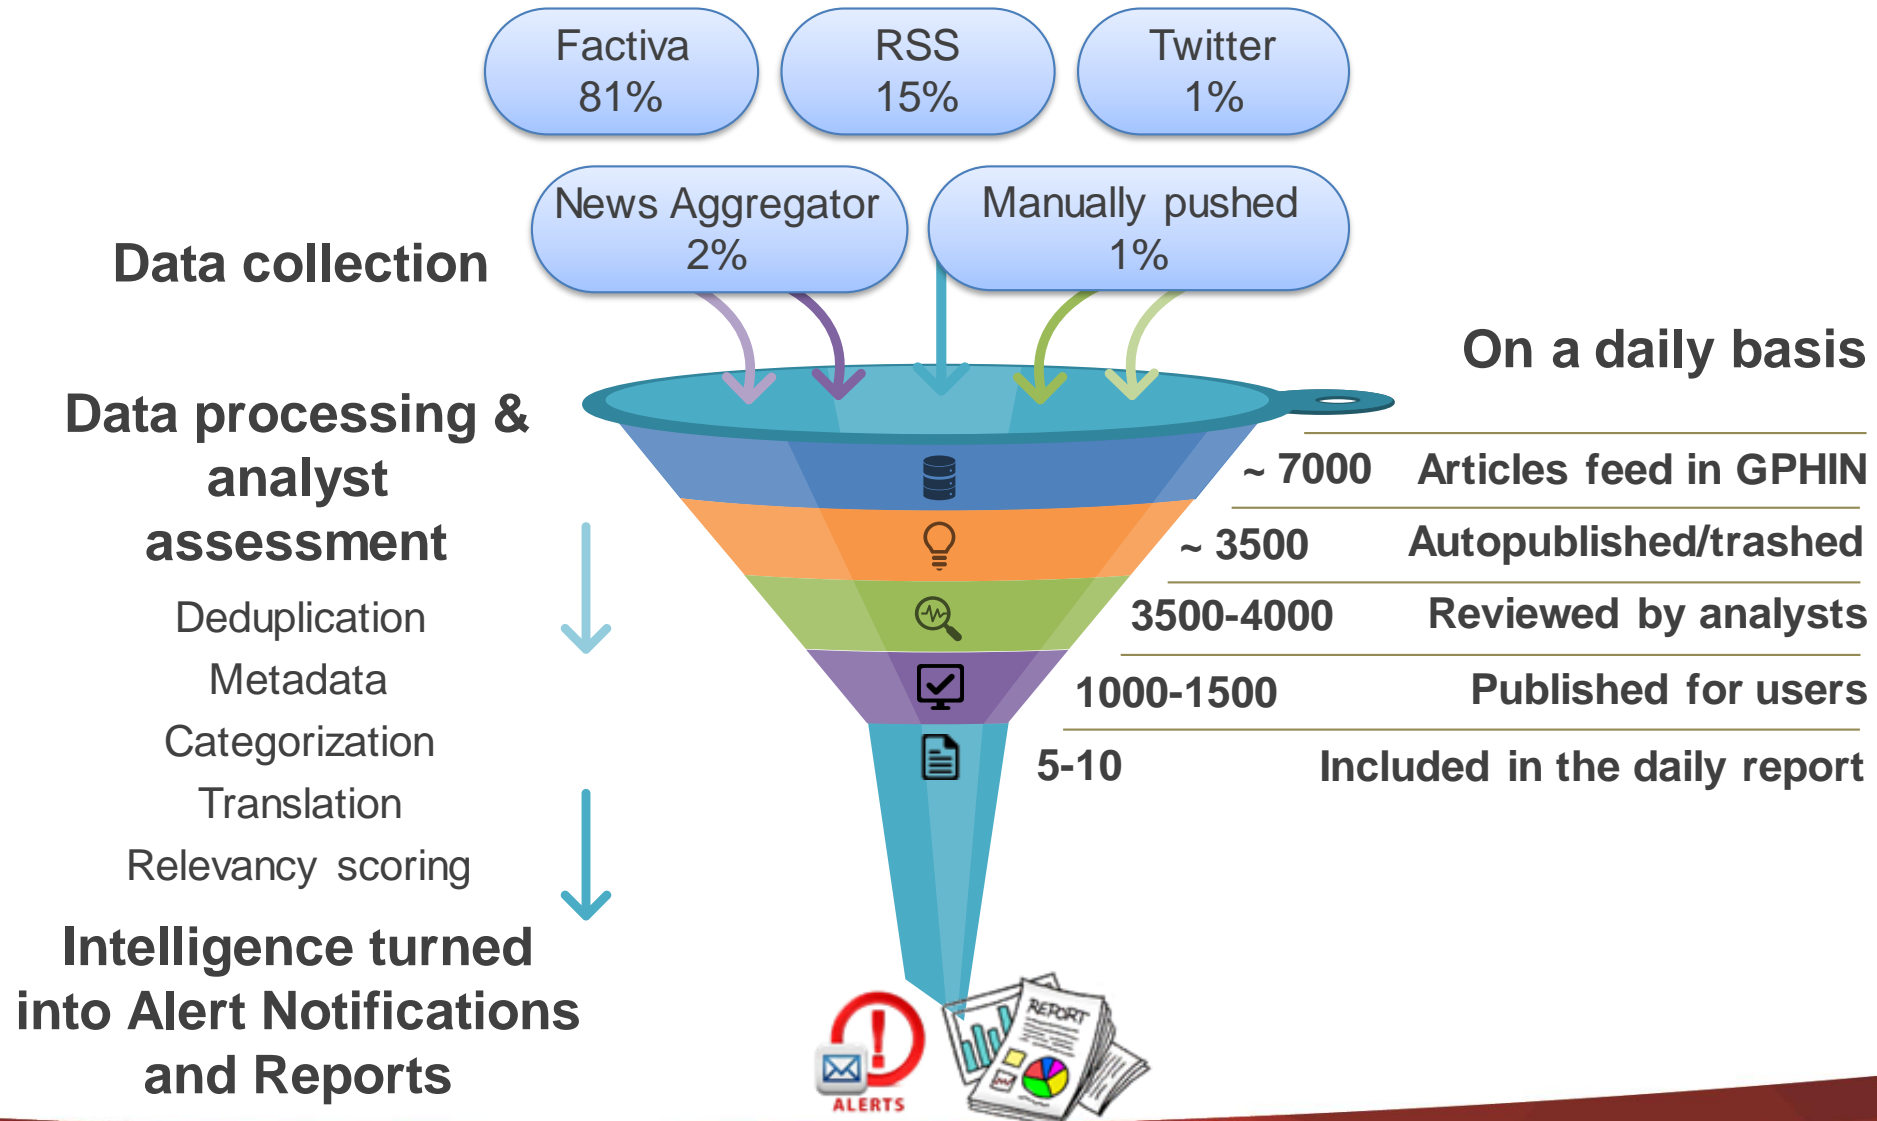 Factiva
81%
RSS
15%
Twitter
1%
News Aggregator
2%
Manually pushed
1%
Data collection
Data processing &
analyst
assessment
Deduplication
Metadata
Categorization
Translation
Relevancy scoring
Intelligence turned
into Alert Notifications
and Reports
On a daily basis
~ 7000 Articles feed in GPHIN
~ 3500 Autopublished/trashed
3500-4000 Reviewed by analysts
1000-1500 Published for users
5-10 Included in the daily report
ALERTS
REPORT